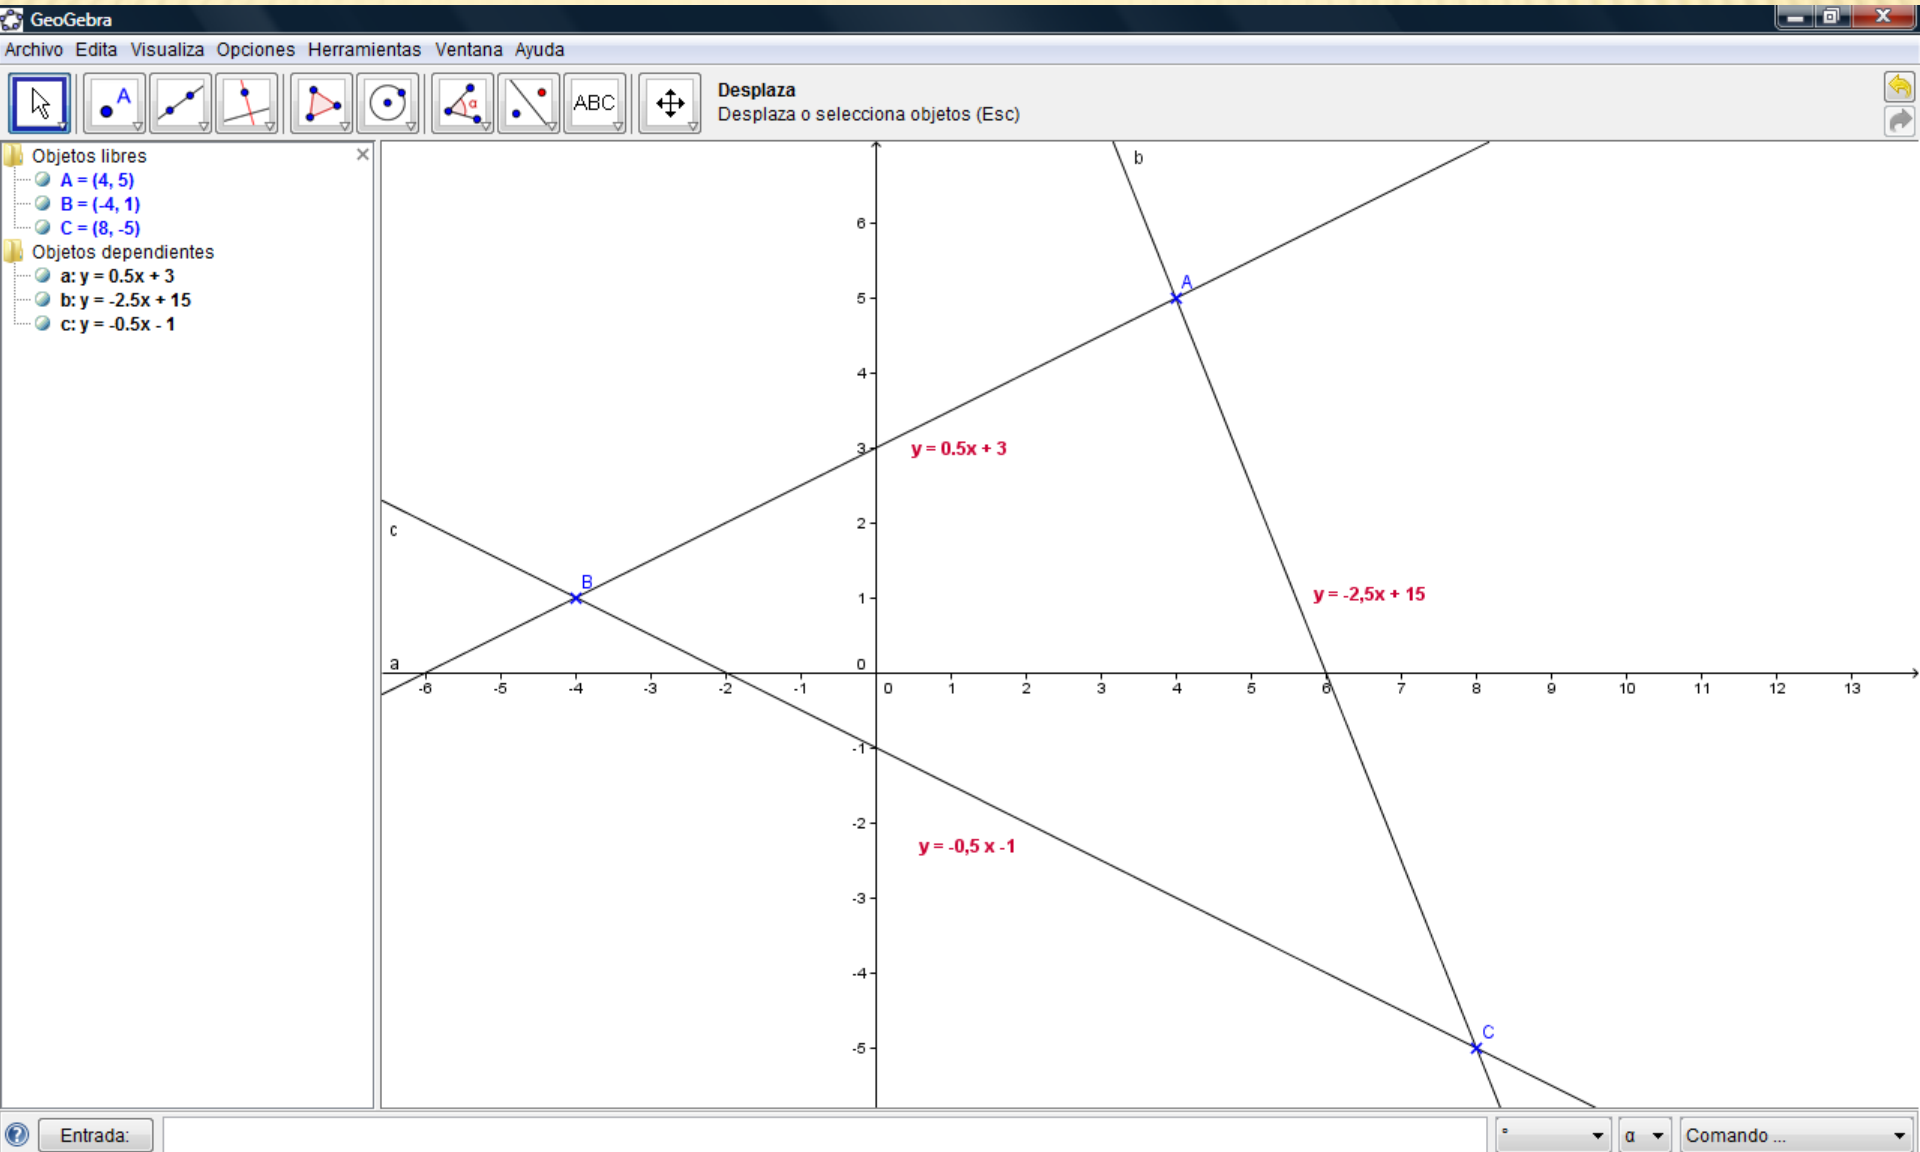 GeoGebra
Archivo Edita Visualiza Opciones Herramientas Ventana Ayuda
A
α
ABC
Desplaza
Desplaza o selecciona objetos (Esc)
Objetos libres
A = (4, 5)
B = (-4, 1)
C = (8, -5)
Objetos dependientes
a: y = 0.5x + 3
b: y = -2.5x + 15
c: y = -0.5x - 1
b
6
A
5
4
3
y = 0.5x + 3
2
c
B
1
y = -2,5x + 15
a
0
-6 -5 -4 -3 -2 -1 0 1 2 3 4 5 6 7 8 9 10 11 12 13
-1
-2
y = -0,5 x -1
-3
-4
C
-5
Entrada:
° α Comando ...